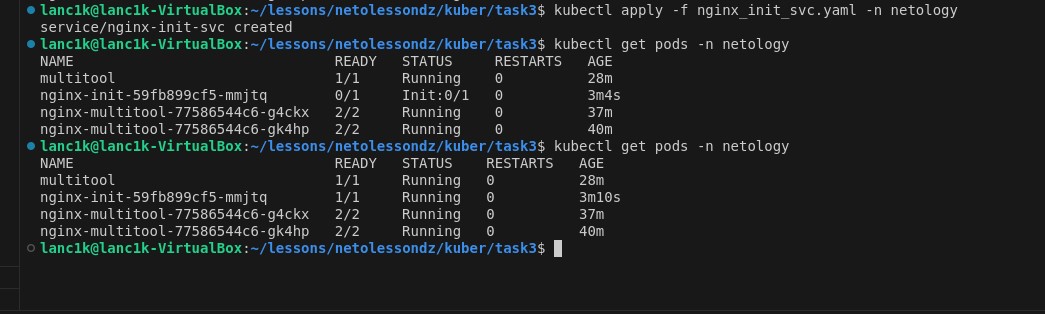 lanc1k@lanc1k-VirtualBox:~/lessons/netolessondz/kuber/task3$ kubectl apply -f nginx_init_svc.yaml -n netology
service/nginx-init-svc created
lanc1k@lanc1k-VirtualBox:~/lessons/netolessondz/kuber/task3$ kubectl get pods -n netology
NAME                               READY   STATUS     RESTARTS   AGE
multitool                          1/1     Running    0          28m
nginx-init-59fb899cf5-mmjtq        0/1     Init:0/1   0          3m4s
nginx-multitool-77586544c6-g4ckx   2/2     Running    0          37m
nginx-multitool-77586544c6-gk4hp   2/2     Running    0          40m
lanc1k@lanc1k-VirtualBox:~/lessons/netolessondz/kuber/task3$ kubectl get pods -n netology
NAME                               READY   STATUS    RESTARTS   AGE
multitool                          1/1     Running   0          28m
nginx-init-59fb899cf5-mmjtq        1/1     Running   0          3m10s
nginx-multitool-77586544c6-g4ckx   2/2     Running   0          37m
nginx-multitool-77586544c6-gk4hp   2/2     Running   0          40m
lanc1k@lanc1k-VirtualBox:~/lessons/netolessondz/kuber/task3$